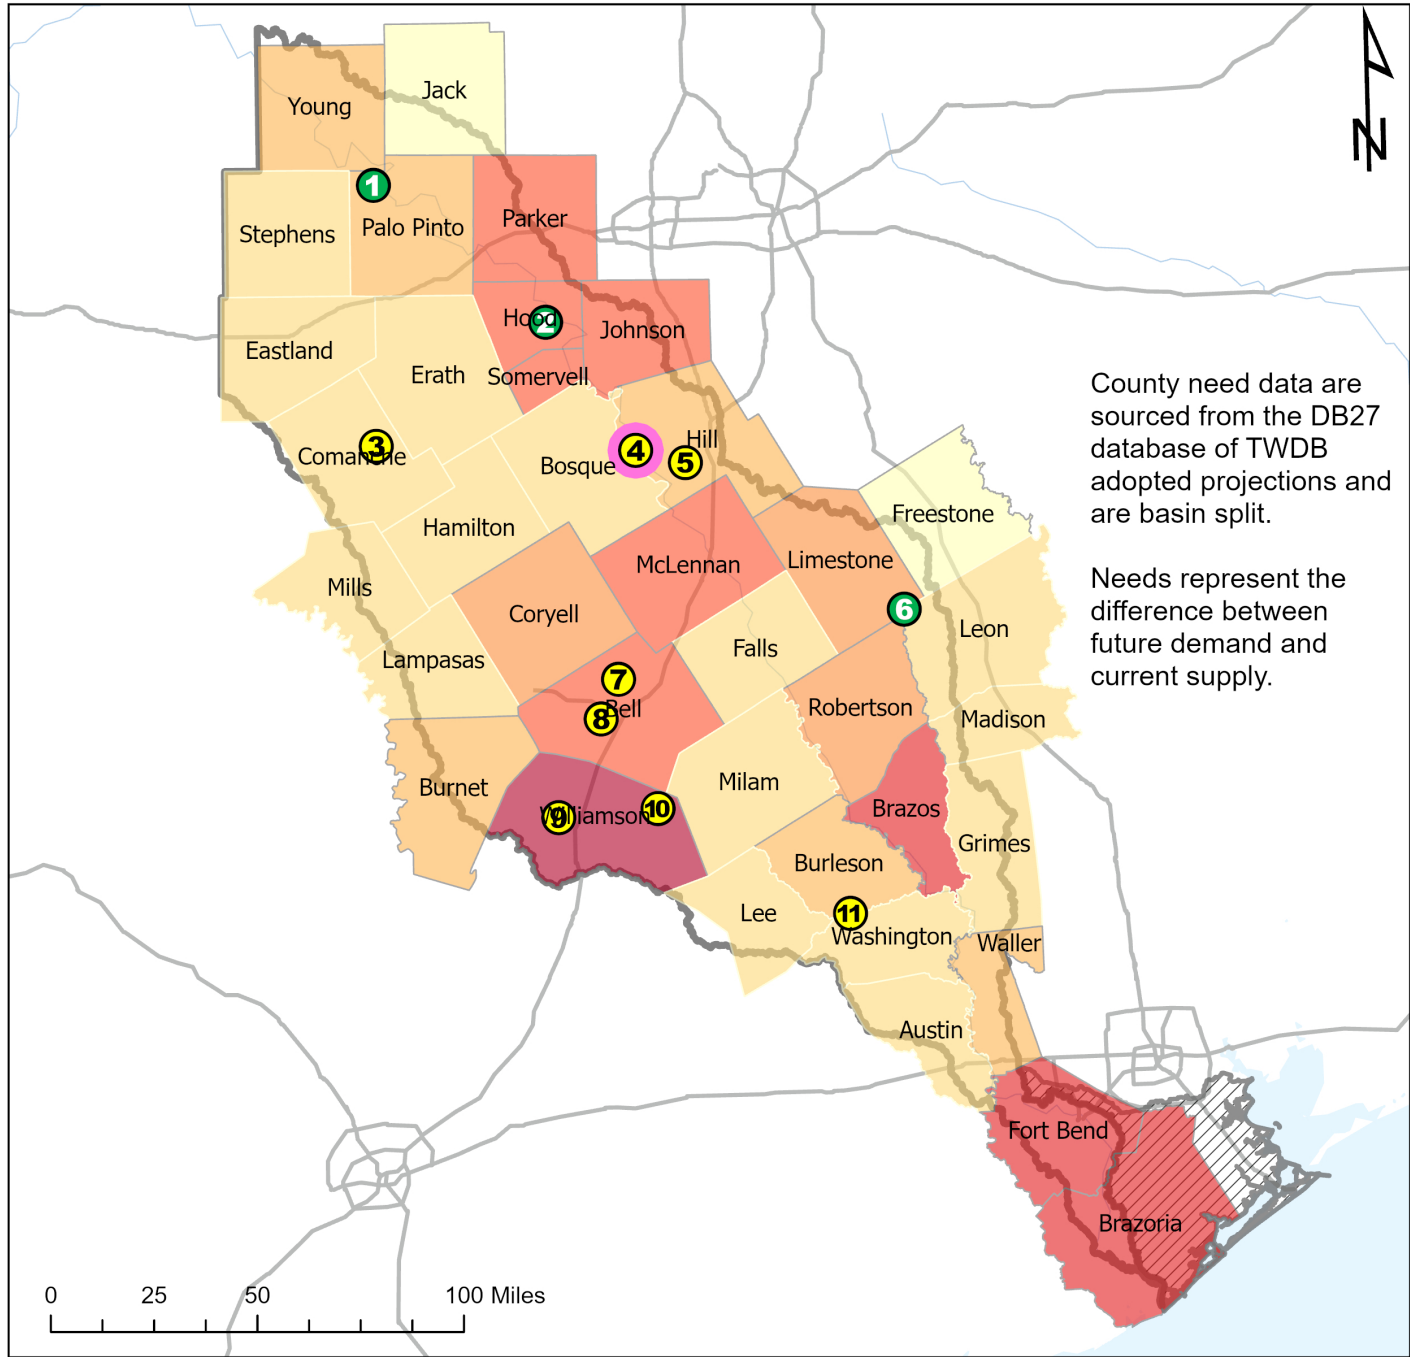 N
Jack
Young
1
Parker
Palo Pinto
Stephens
Hood
2
Johnson
Eastland
Erath
Somervell
County need data are
sourced from the DB27
database of TWDB
adopted projections and
are basin split.
Needs represent the
difference between
future demand and
current supply.
3
Comanche
4
Hill
5
Bosque
Freestone
Hamilton
Limestone
McLennan
Mills
Coryell
6
Leon
Falls
Lampasas
7
Bell
8
Robertson
Madison
Milam
Burnet
Williamson
9
10
Brazos
Grimes
Burleson
Lee
11
Washington
Waller
Austin
Fort Bend
Brazoria
0 25 50 100 Miles